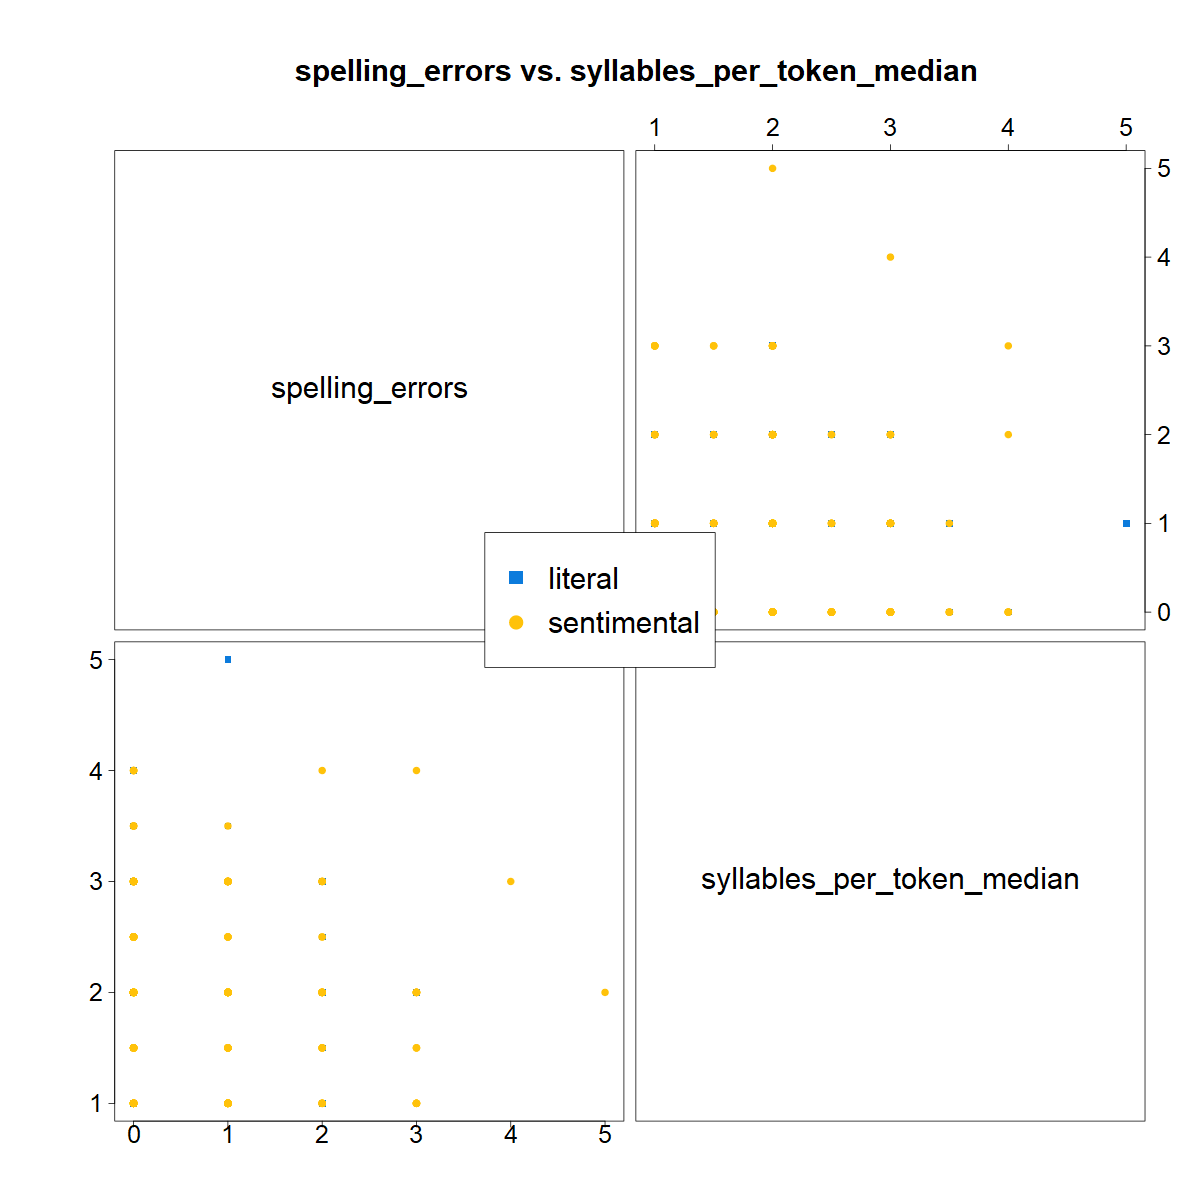 spelling_errors vs. syllables_per_token_median
1 2 3 4 5
5
4
3
2
1
0
spelling_errors
literal
sentimental
5
4
3
2
1
syllables_per_token_median
0 1 2 3 4 5